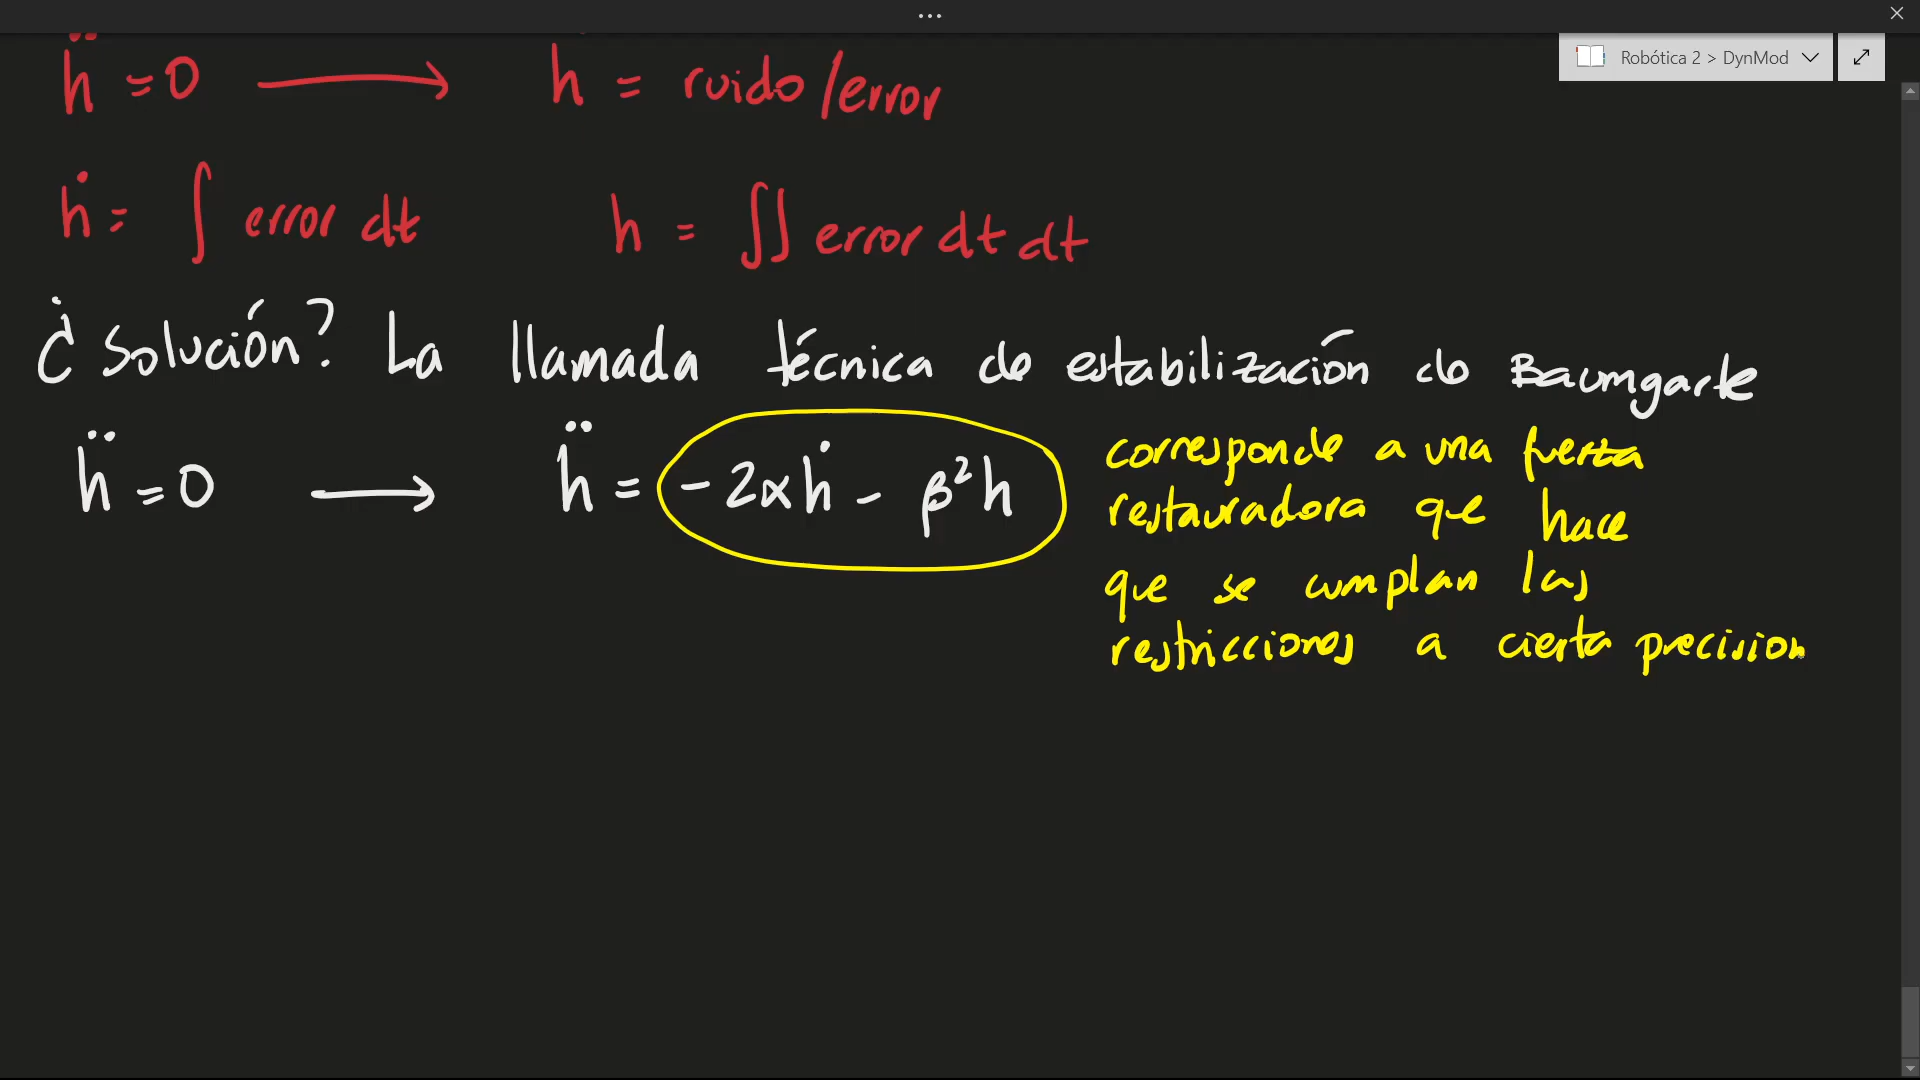 Robótica 2 > DynMod
ḧ = 0 ⟶ ḧ = ruido/error
ḣ = ∫ error dt h = ∬ error dt dt
¿Solución? La llamada técnica de estabilización de Baumgarte
ḧ = 0 ⟶ ḧ = -2αḣ - β²h
corresponde a una fuerza
restauradora que hace
que se cumplan las
restricciones a cierta precision